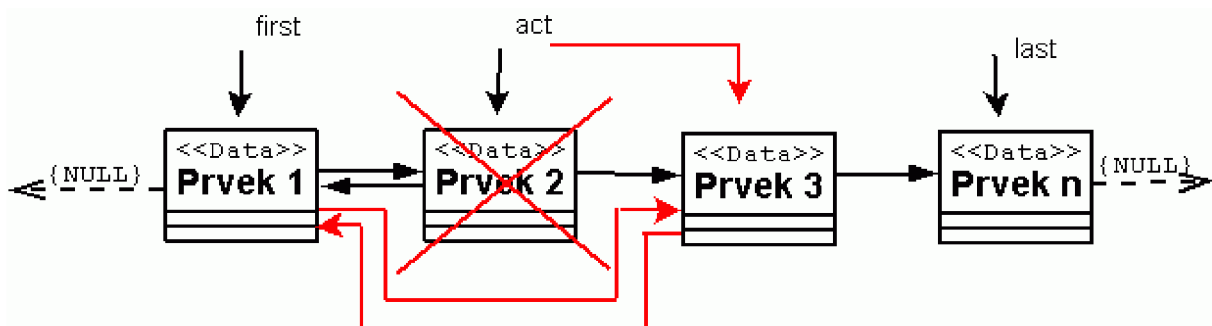 first
act
last
<<Data>>
Prvek 1
<<Data>>
Prvek 2
<<Data>>
Prvek 3
<<Data>>
Prvek n
{NULL}
{NULL}